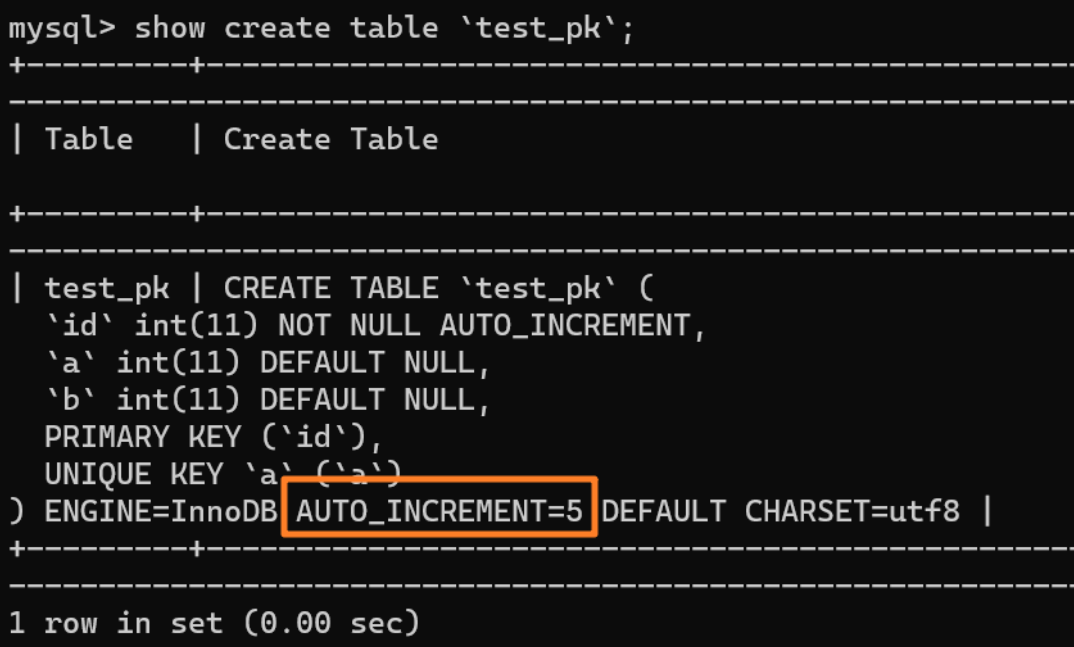 mysql> show create table `test_pk`;
+---------+------------------------------------------------
-----------------------------------------------------------
| Table   | Create Table
+---------+------------------------------------------------
-----------------------------------------------------------
| test_pk | CREATE TABLE `test_pk` (
  `id` int(11) NOT NULL AUTO_INCREMENT,
  `a` int(11) DEFAULT NULL,
  `b` int(11) DEFAULT NULL,
  PRIMARY KEY (`id`),
  UNIQUE KEY `a` (`a`)
) ENGINE=InnoDB AUTO_INCREMENT=5 DEFAULT CHARSET=utf8 |
+---------+------------------------------------------------
-----------------------------------------------------------
1 row in set (0.00 sec)